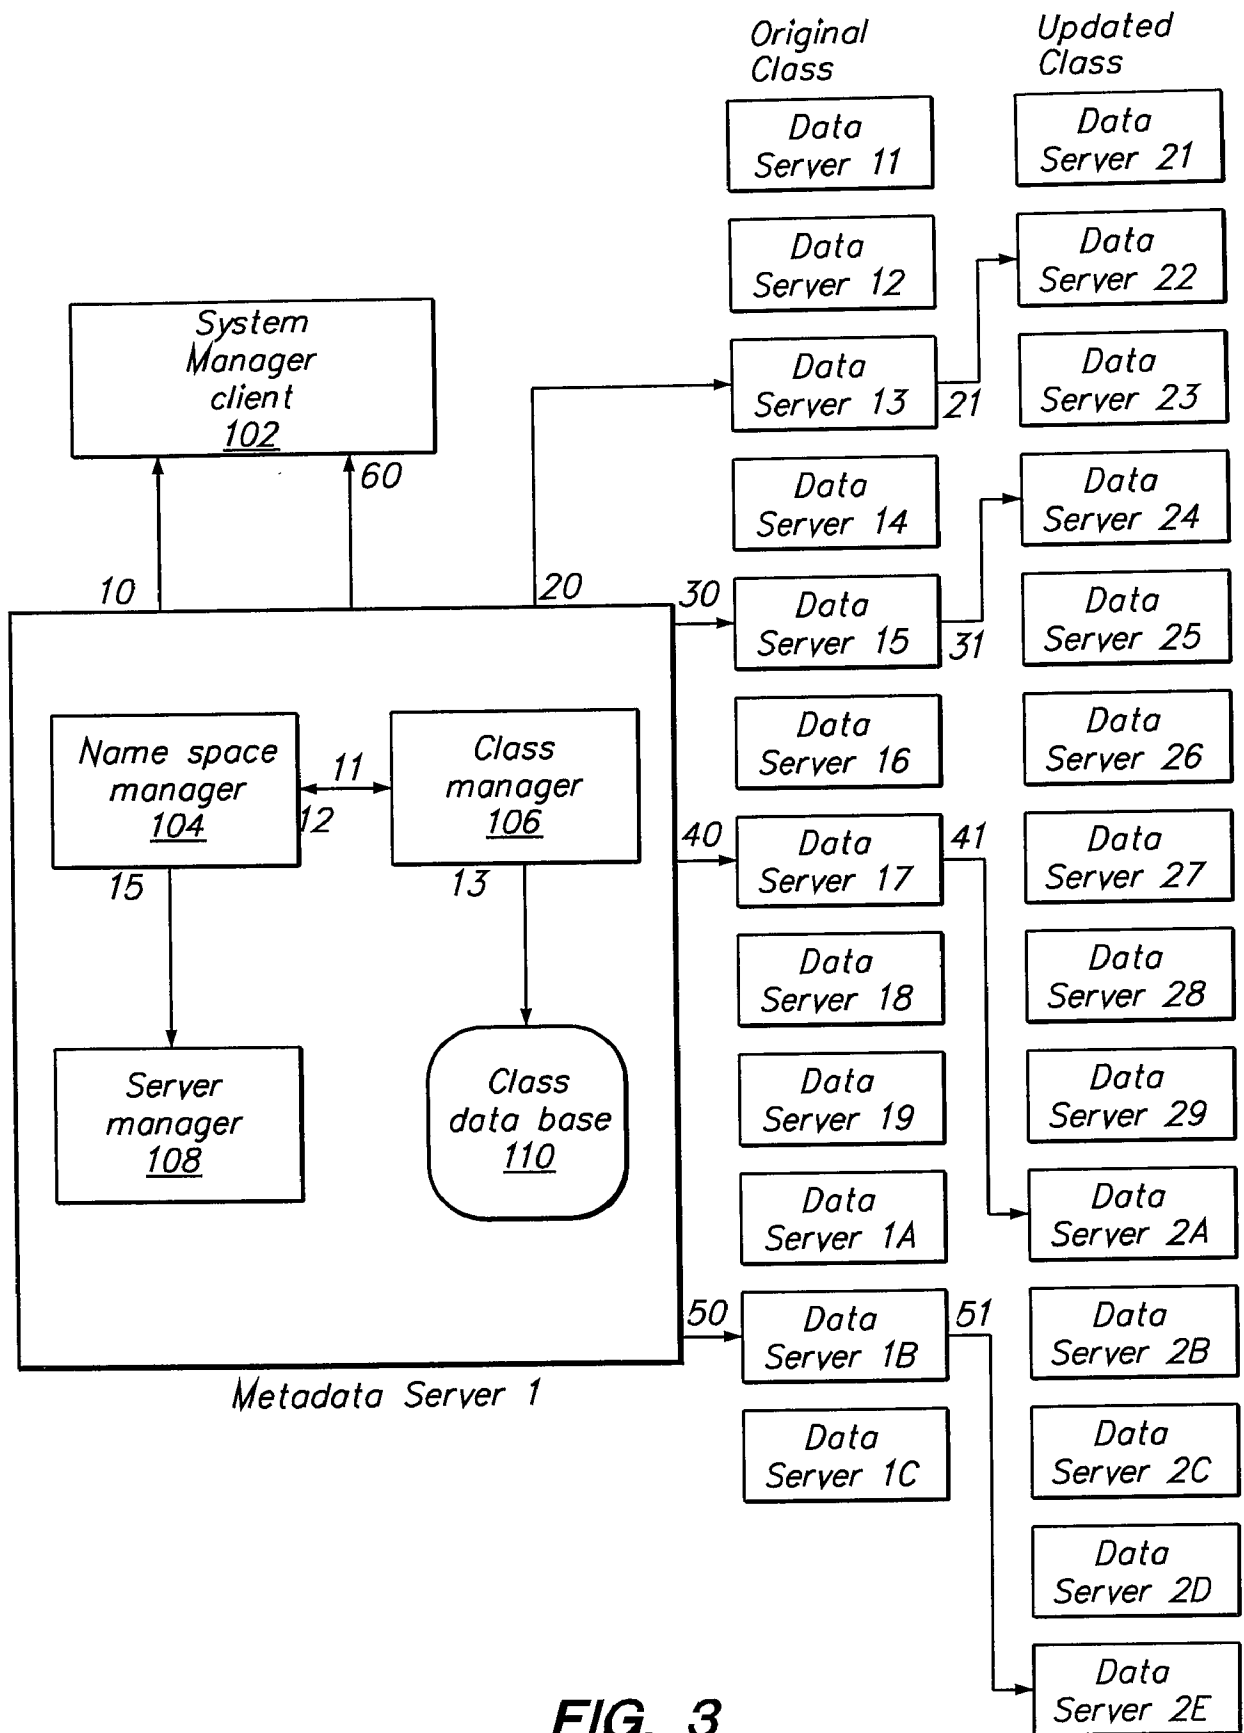 Original
Class
Updated
Class
Data
Server 11
Data
Server 21
Data
Server 12
Data
Server 22
System
Manager
client
102
Data
Server 13
21
Data
Server 23
60
Data
Server 14
Data
Server 24
10
20
30
Data
Server 15
31
Data
Server 25
Name space
manager
104
11
12
Class
manager
106
Data
Server 16
Data
Server 26
15
13
40
Data
Server 17
41
Data
Server 27
Data
Server 18
Data
Server 28
Server
manager
108
Class
data base
110
Data
Server 19
Data
Server 29
Data
Server 1A
Data
Server 2A
50
Data
Server 1B
51
Data
Server 2B
Metadata Server 1
Data
Server 1C
Data
Server 2C
Data
Server 2D
Data
Server 2E
FIG. 3